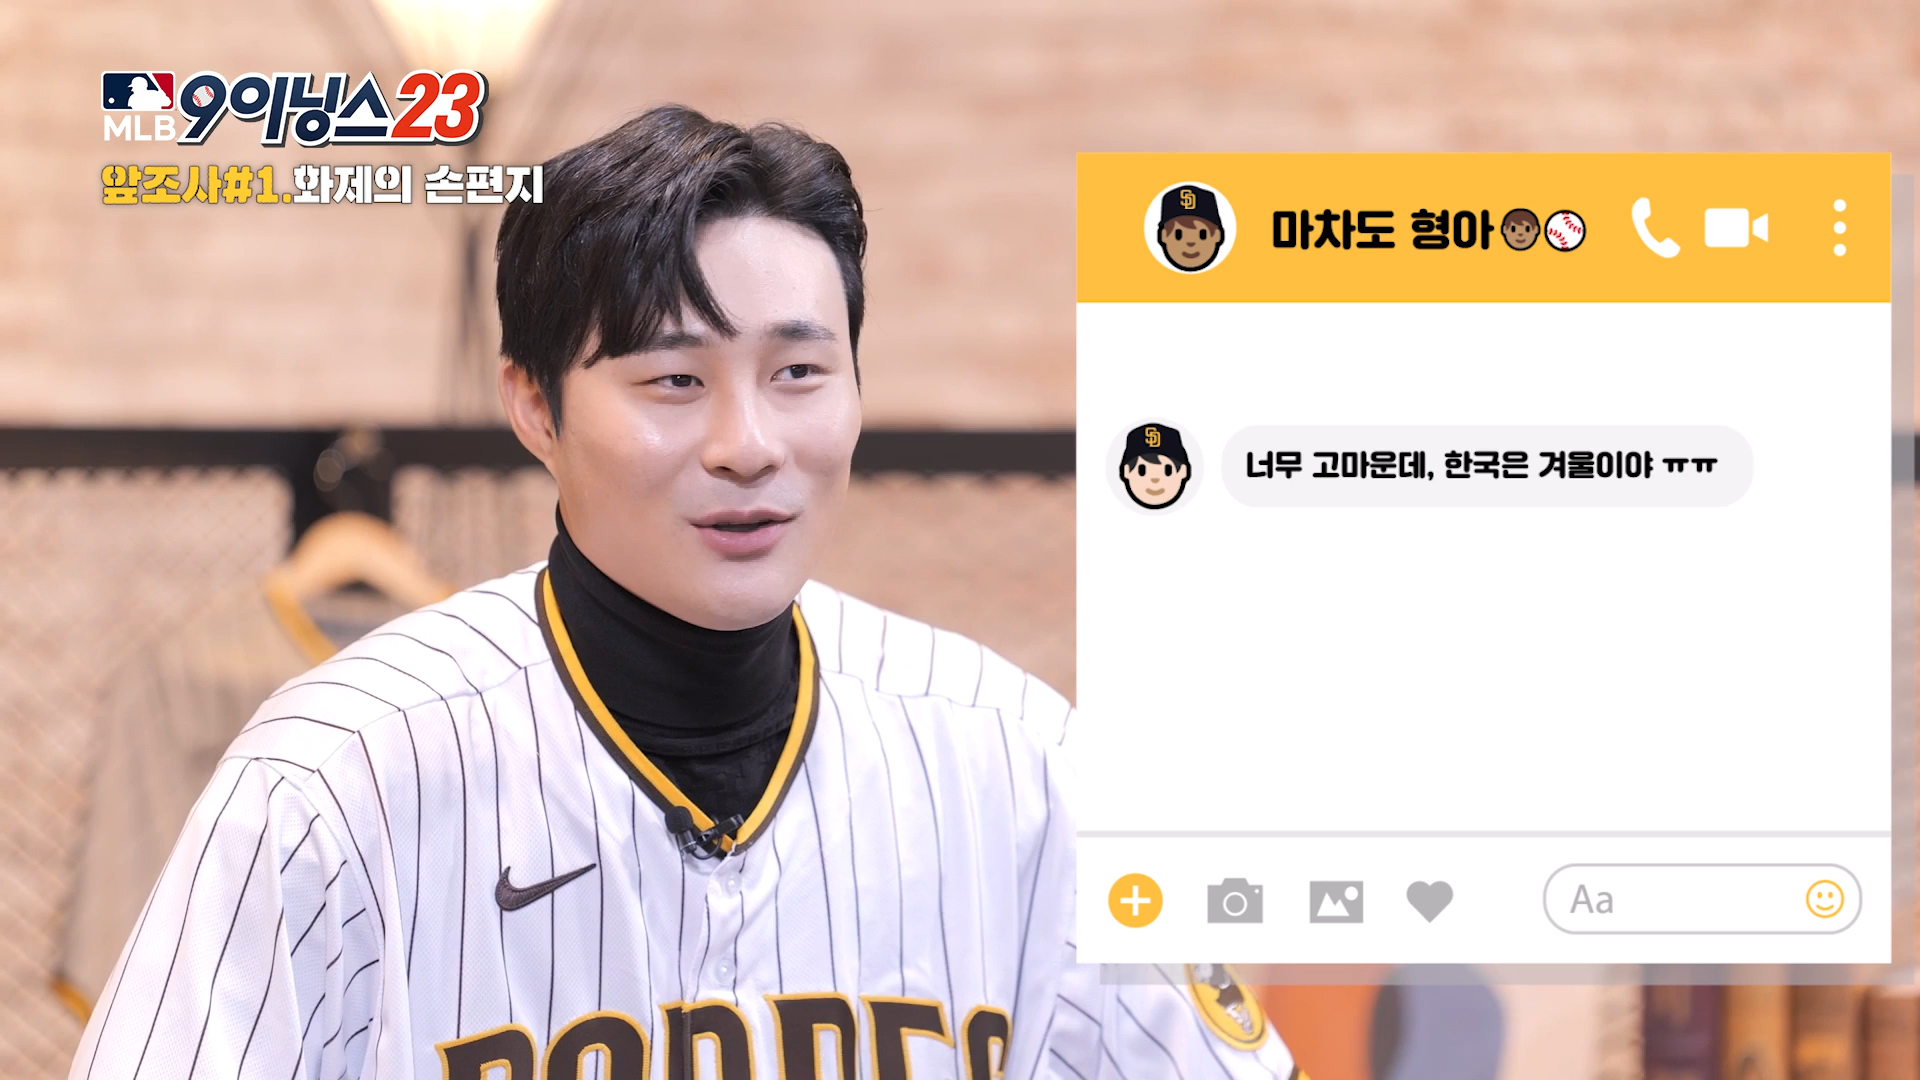 MLB 9이닝스23
앞조사#1.화제의 손편지
마차도 형아
너무 고마운데, 한국은 겨울이야 ㅠㅠ
Aa
SD
SD
PADRES